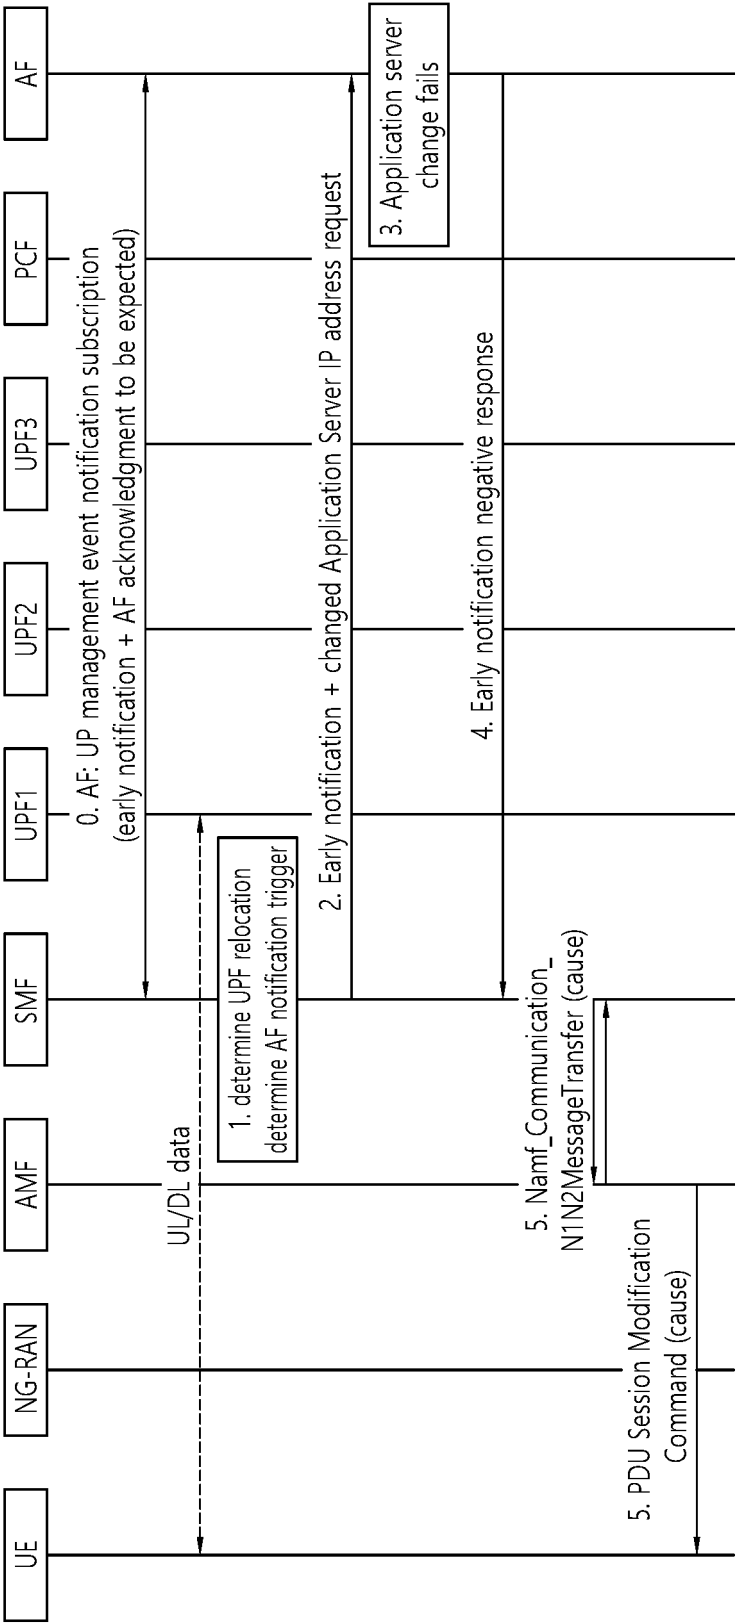 UE
NG-RAN
AMF
SMF
UPF1
UPF2
UPF3
PCF
AF
0. AF: UP management event notification subscription
(early notification + AF acknowledgment to be expected)
UL/DL data
1. determine UPF relocation
determine AF notification trigger
2. Early notification + changed Application Server IP address request
3. Application server
change fails
4. Early notification negative response
5. Namf_Communication_
N1N2MessageTransfer (cause)
5. PDU Session Modification
Command (cause)